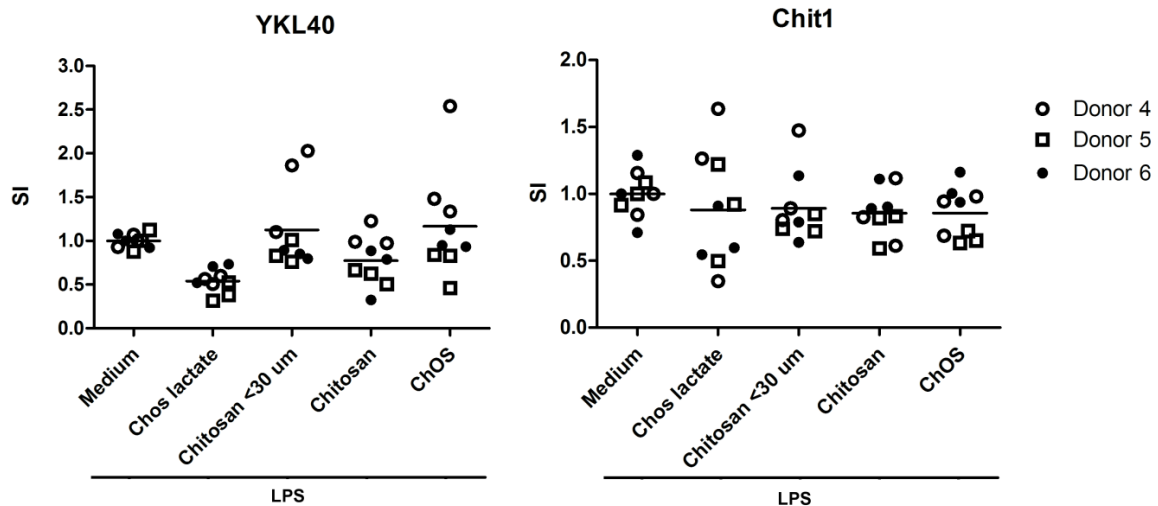 YKL40
SI
3.0
2.5
2.0
1.5
1.0
0.5
0.0
Medium
Chos lactate
Chitosan <30 um
Chitosan
ChOS
LPS
Chit1
SI
2.0
1.5
1.0
0.5
0.0
Medium
Chos lactate
Chitosan <30 um
Chitosan
ChOS
LPS
Donor 4
Donor 5
Donor 6